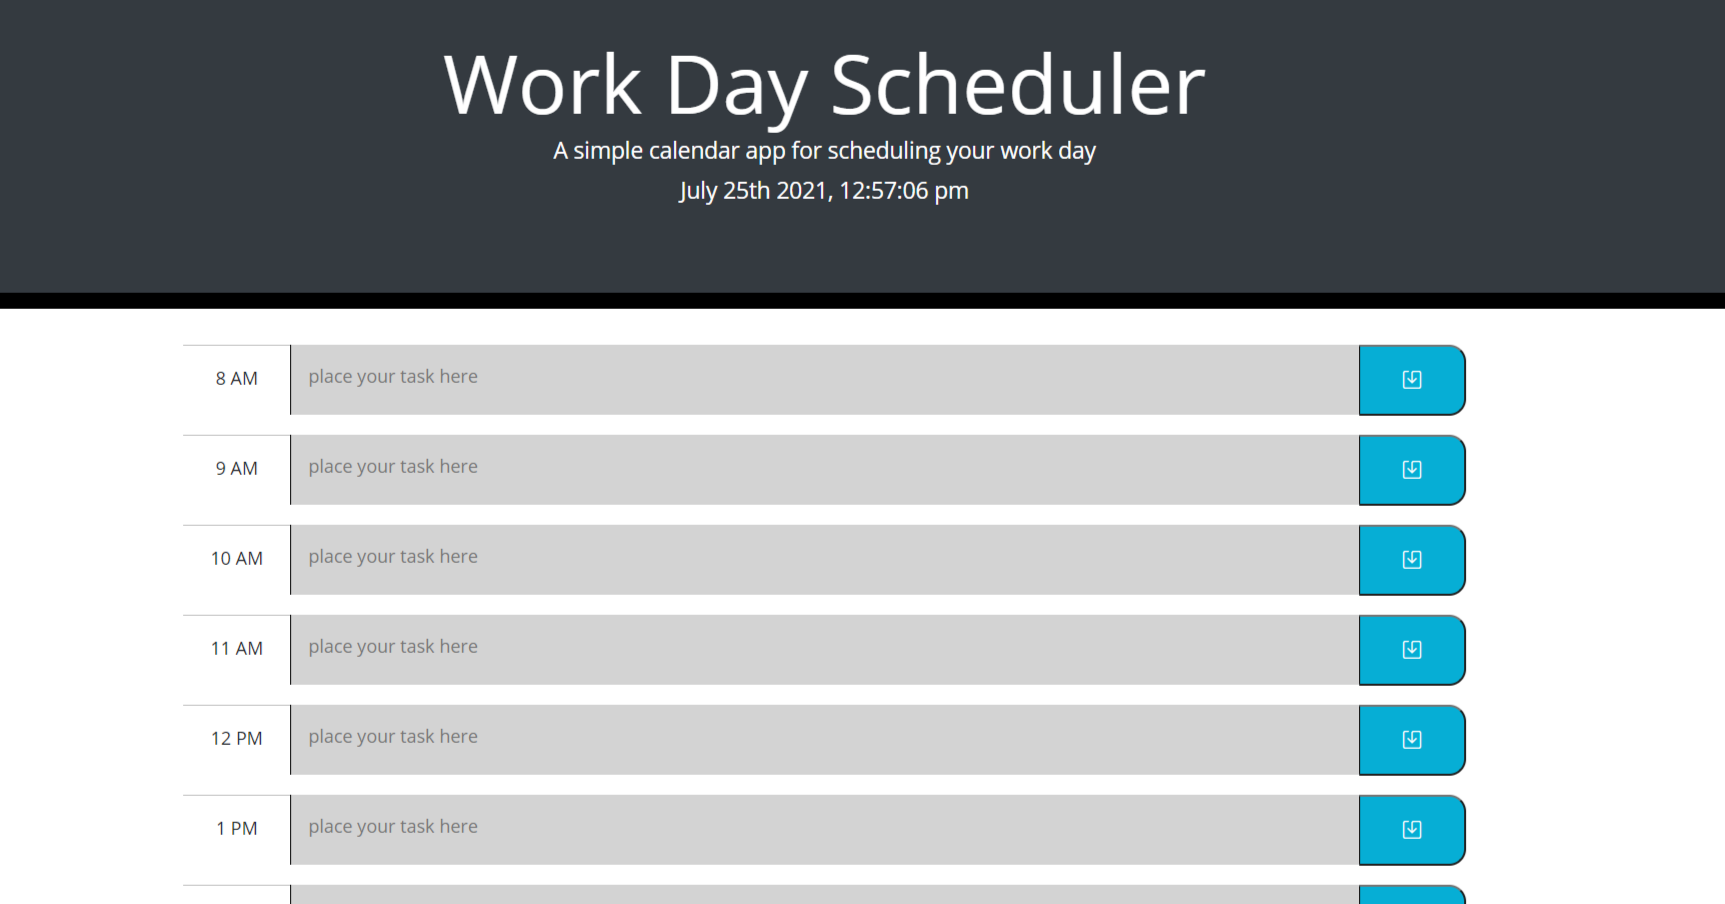 Work Day Scheduler
A simple calendar app for scheduling your work day
July 25th 2021, 12:57:06 pm
8 AM place your task here
9 AM place your task here
10 AM place your task here
11 AM place your task here
12 PM place your task here
1 PM place your task here